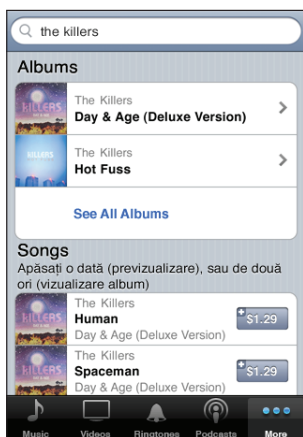 the killers
Albums
The Killers
Day & Age (Deluxe Version)
The Killers
Hot Fuss
See All Albums
Songs
Apăsați o dată (previzualizare), sau de două
ori (vizualizare album)
The Killers
Human
Day & Age (Deluxe Version)
$1.29
The Killers
Spaceman
Day & Age (Deluxe Version)
$1.29
Music Videos Ringtones Podcasts More